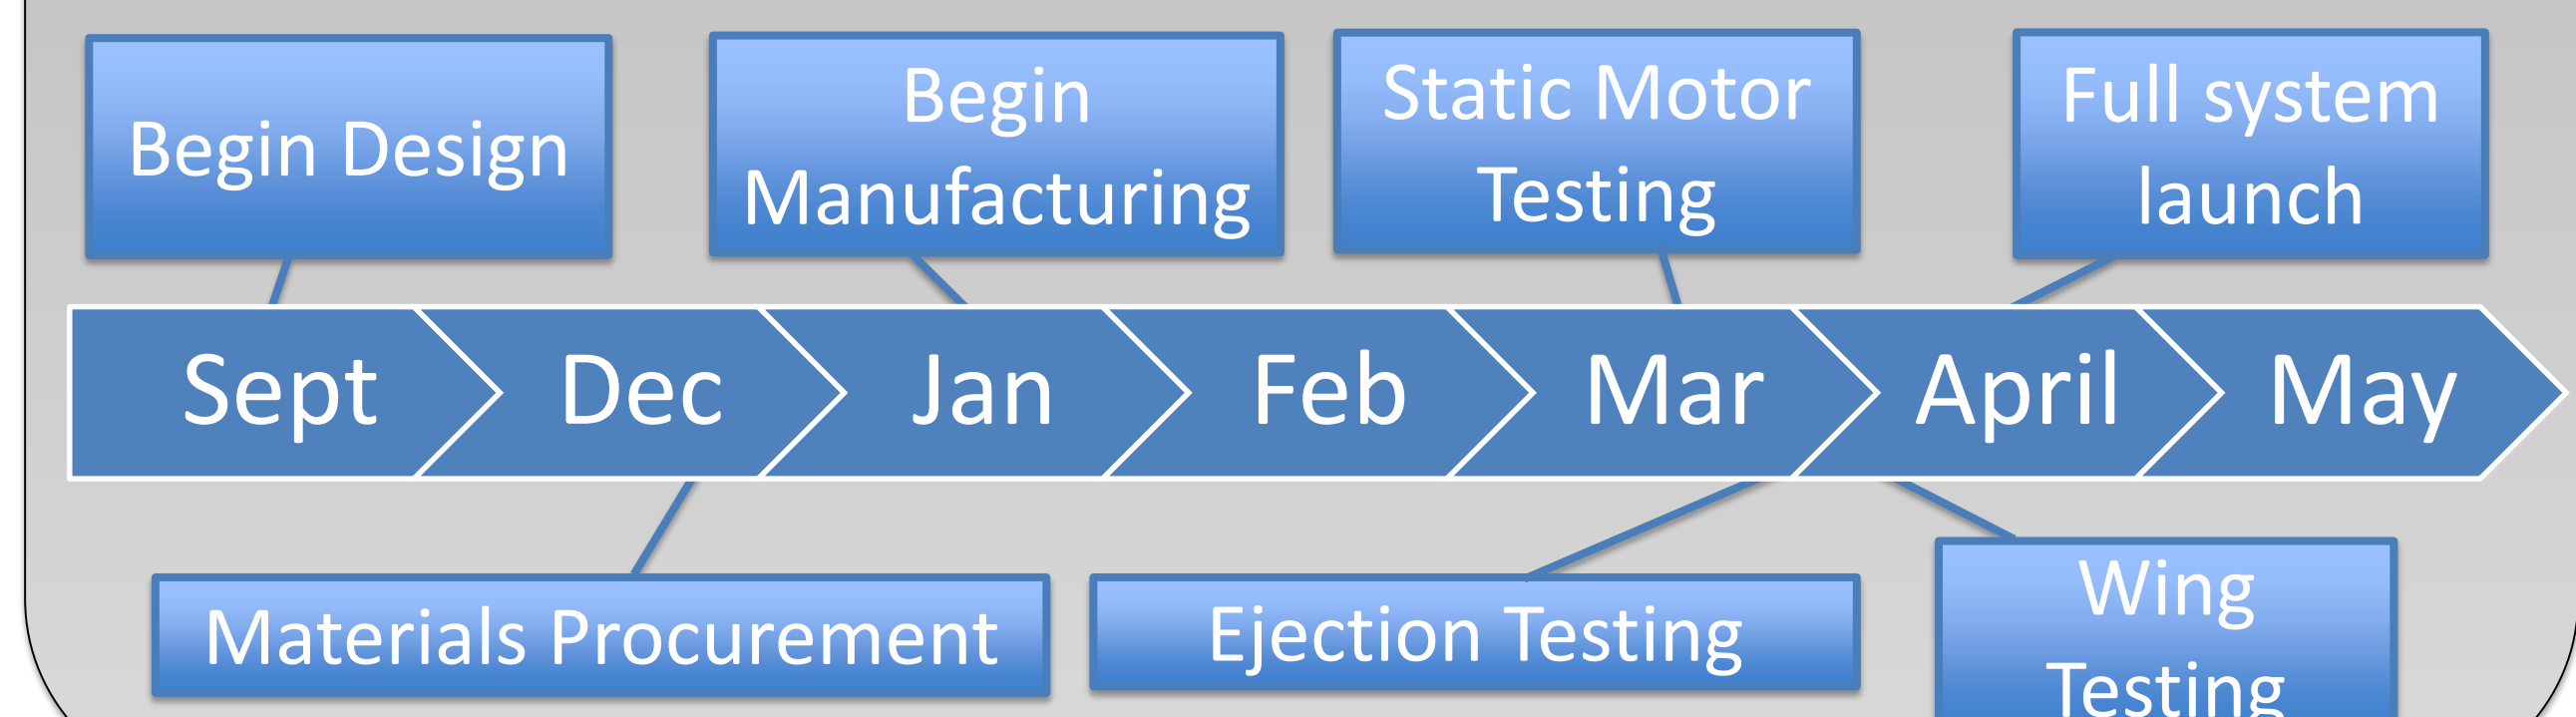 Begin Design
Begin
Manufacturing
Static Motor
Testing
Full system
launch
Sept
Dec
Jan
Feb
Mar
April
May
Materials Procurement
Ejection Testing
Wing
Testing